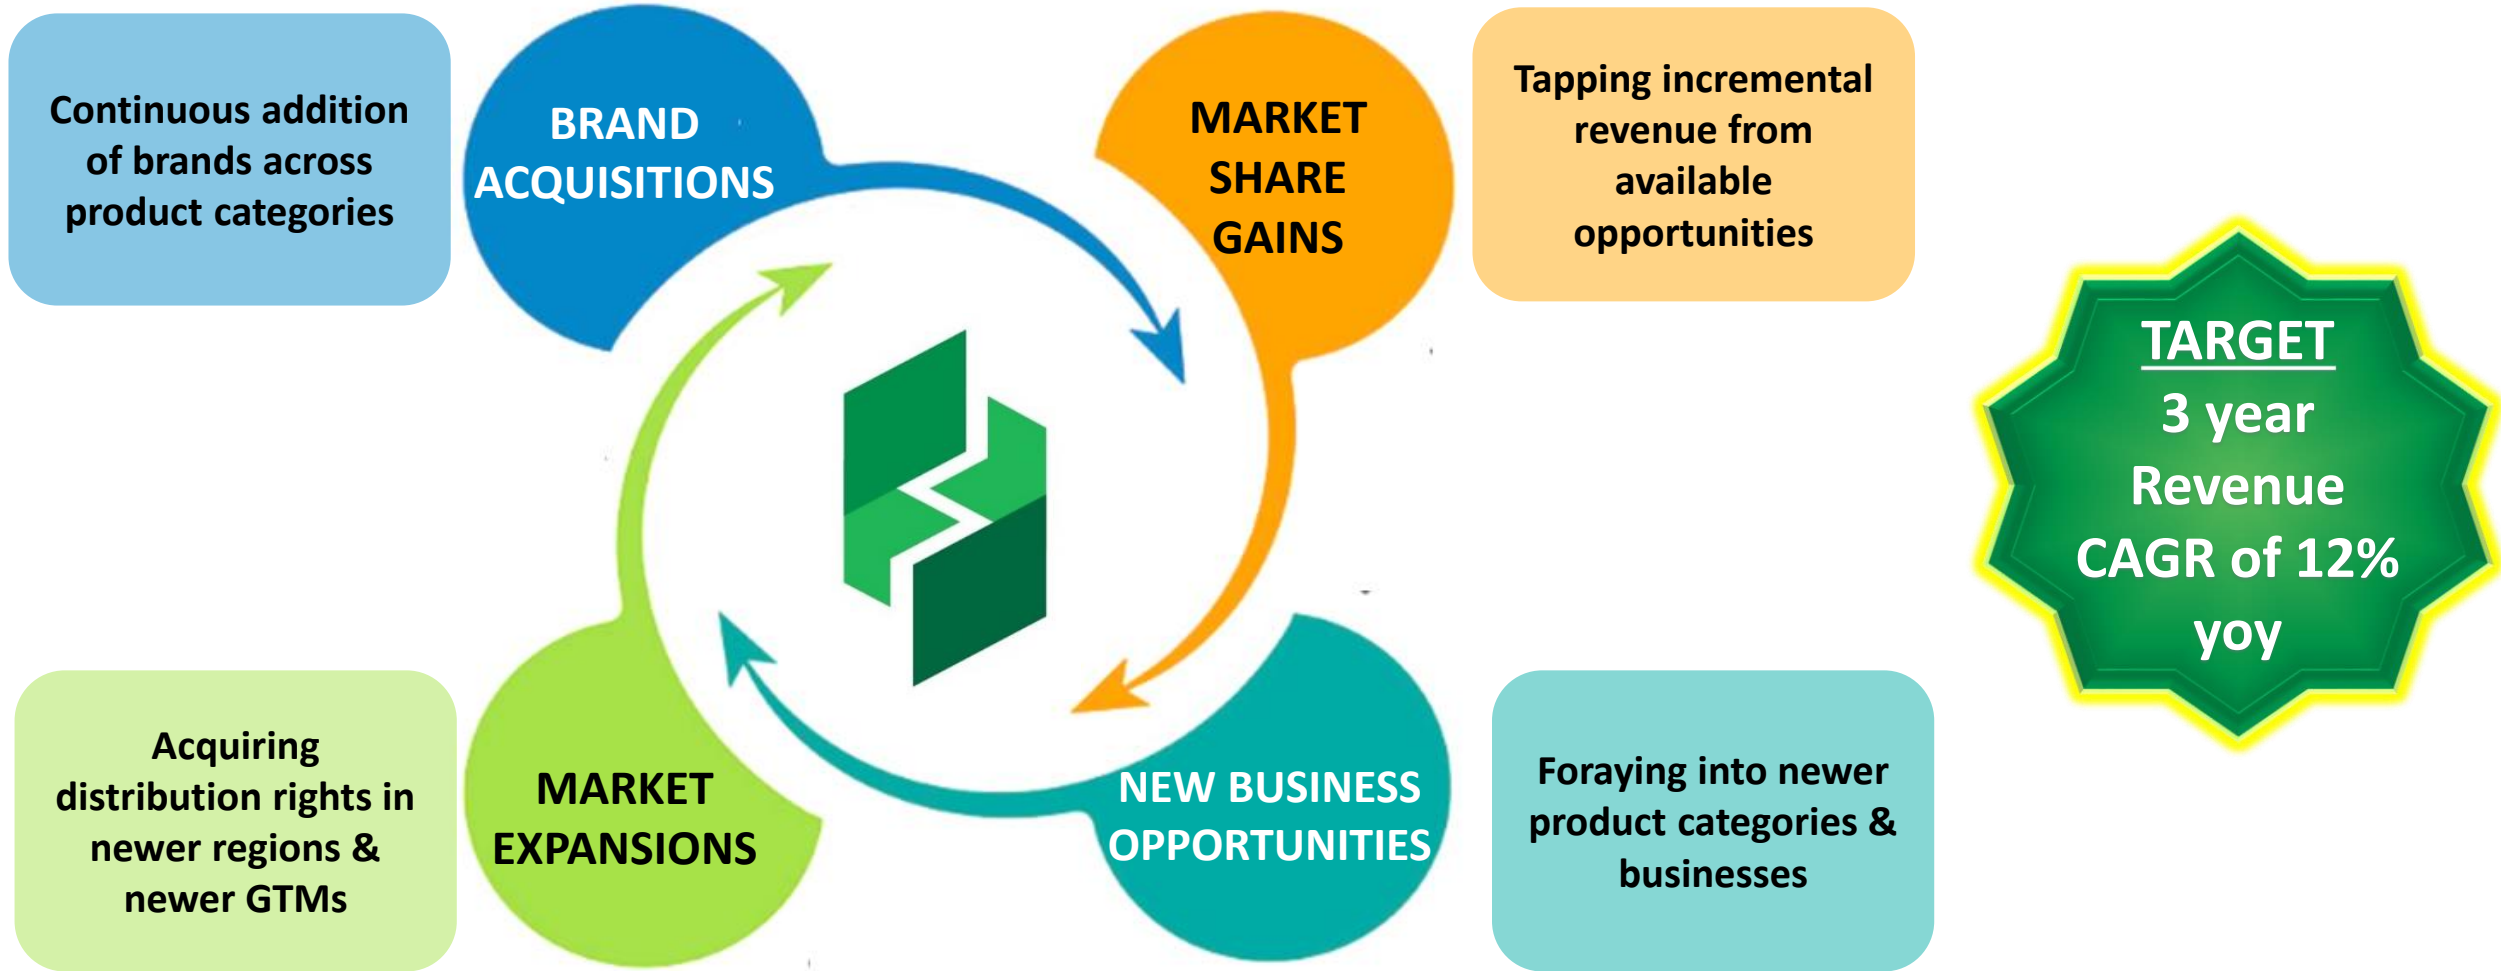 Continuous addition
of brands across
product categories
BRAND
ACQUISITIONS
MARKET
SHARE
GAINS
Tapping incremental
revenue from
available
opportunities
TARGET
3 year
Revenue
CAGR of 12%
yoy
Acquiring
distribution rights in
newer regions &
newer GTMs
MARKET
EXPANSIONS
NEW BUSINESS
OPPORTUNITIES
Foraying into newer
product categories &
businesses